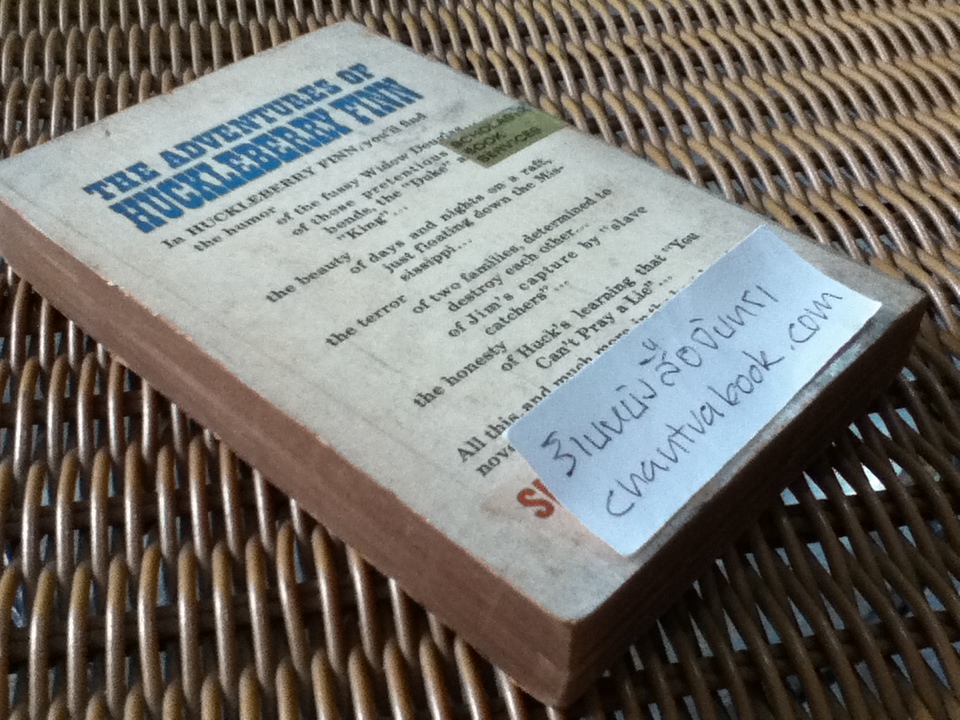 THE ADVENTURES OF
HUCKLEBERRY FINN
In HUCKLEBERRY FINN, you'll find
the humor of the fussy Widow Douglas
of those pretentious
bends, the "Duke"
"King"...
SCHOLASTIC
BOOK
SERVICES
the beauty of days and nights on a raft,
just floating down the Mis-
sissippi...
the terror of two families, determined to
destroy each other...
of Jim's capture by "slave
catchers"...
the honesty of Huck's learning that "You
Can't Pray a Lie"...
All this and much more
ร้านหนังสือจันทรา
chantrabook.com